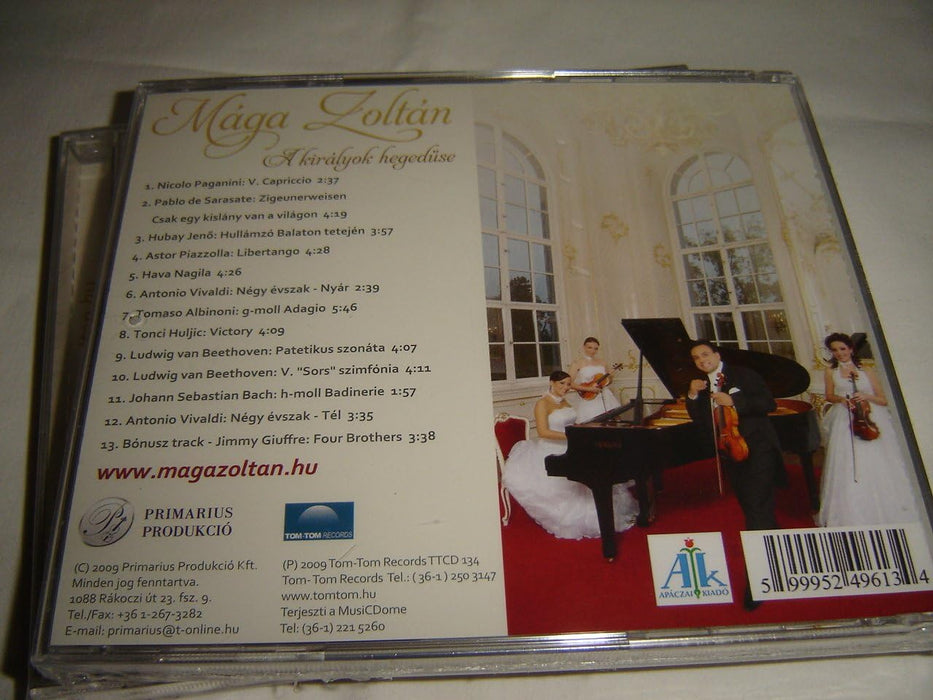 Mága Zoltán
A királyok hegedűse
1. Nicolo Paganini: V. Capriccio 2:37
2. Pablo de Sarasate: Zigeunerweisen
Csak egy kislány van a világon 4:19
3. Hubay Jenő: Hullámzó Balaton tetején 3:57
4. Astor Piazzolla: Libertango 4:28
5. Hava Nagila 4:26
6. Antonio Vivaldi: Négy évszak - Nyár 2:39
7. Tomaso Albinoni: g-moll Adagio 5:46
8. Tonci Huljic: Victory 4:09
9. Ludwig van Beethoven: Patetikus szonáta 4:07
10. Ludwig van Beethoven: V. "Sors" szimfónia 4:11
11. Johann Sebastian Bach: h-moll Badinerie 1:57
12. Antonio Vivaldi: Négy évszak - Tél 3:35
13. Bónusz track - Jimmy Giuffre: Four Brothers 3:38
www.magazoltan.hu
PRIMARIUS
PRODUKCIÓ
TOM-TOM RECORDS
(C) 2009 Primarius Produkció Kft.
Minden jog fenntartva.
1088 Rákoczi út 23. fsz. 9.
Tel./Fax: +36 1-267-3282
E-mail: primarius@t-online.hu
(P) 2009 Tom-Tom Records TTCD 134
Tom-Tom Records Tel.: (36-1) 250 3147
www.tomtom.hu
Terjeszti a MusiCDome
Tel: (36-1) 221 5260
Ák
APÁCZAI KIADÓ
5 999952 49613 4